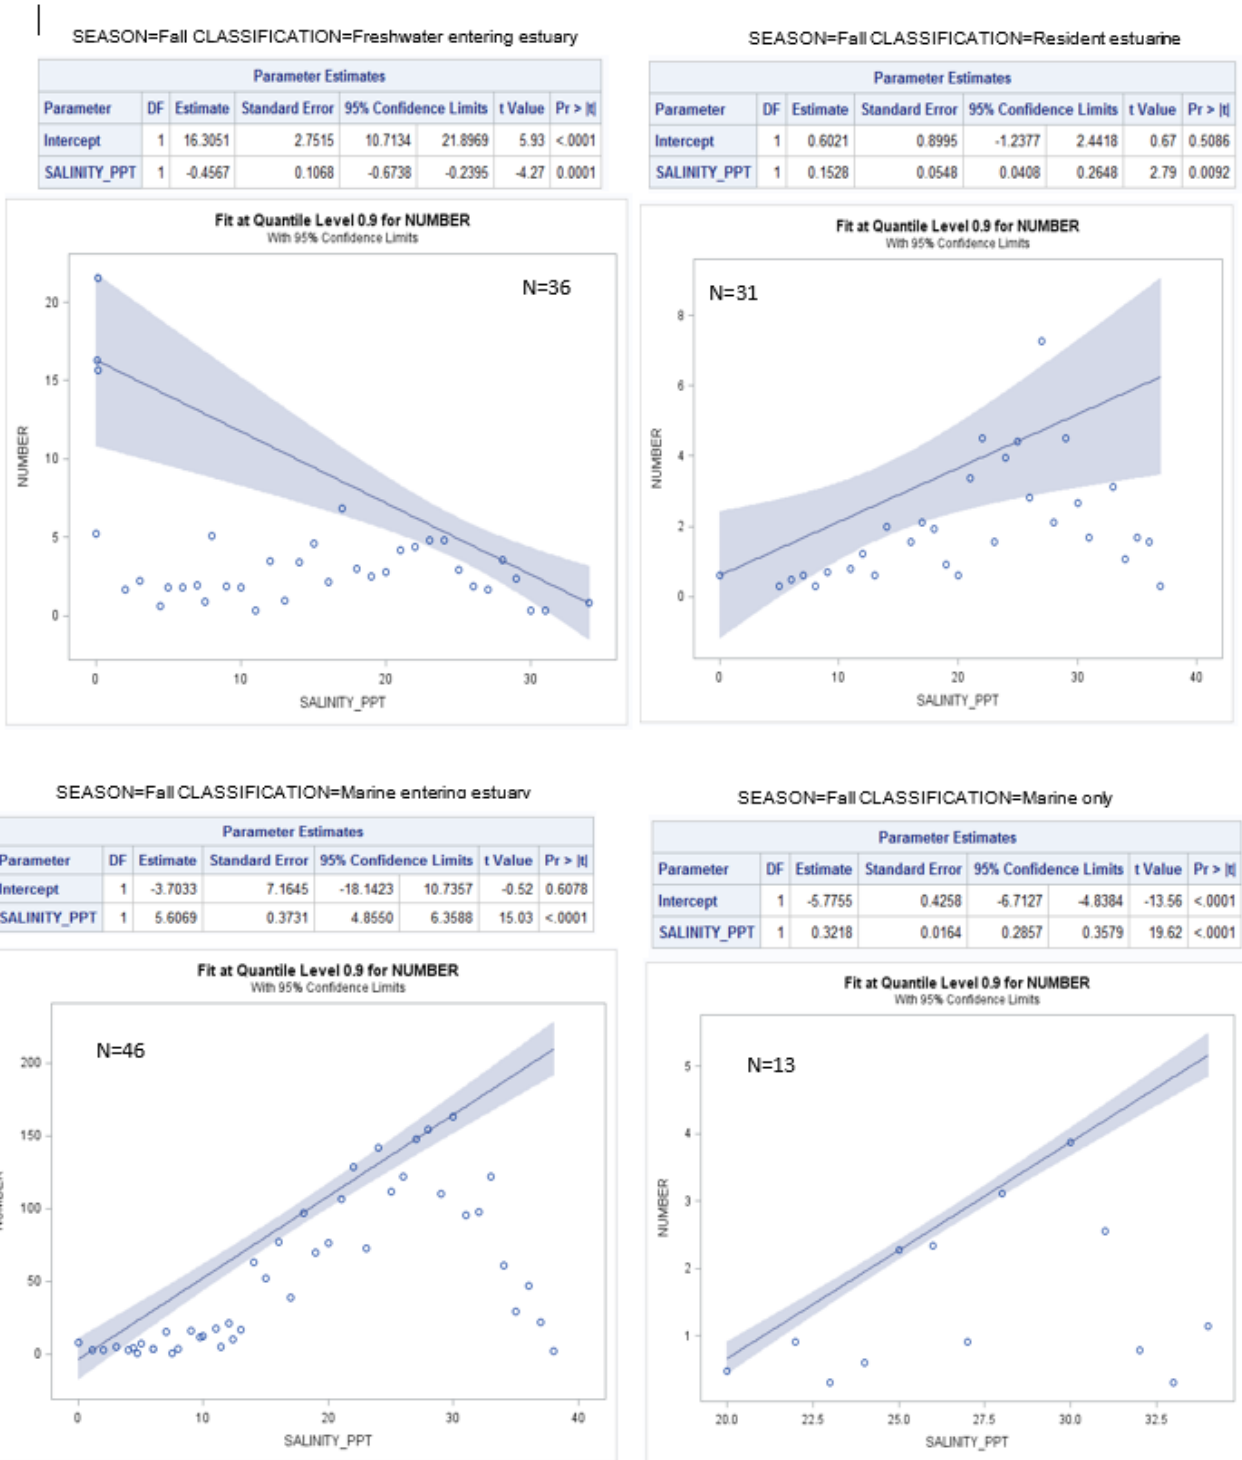 SEASON=Fall CLASSIFICATION=Freshwater entering estuary
Parameter Estimates
Parameter DF Estimate Standard Error 95% Confidence Limits t Value Pr > |t|
Intercept 1 16.3051 2.7515 10.7134 21.8969 5.93 <.0001
SALINITY_PPT 1 -0.4567 0.1068 -0.6738 -0.2395 -4.27 0.0001
Fit at Quantile Level 0.9 for NUMBER
With 95% Confidence Limits
N=36
20
15
10
5
0
NUMBER
0 10 20 30
SALINITY_PPT
SEASON=Fall CLASSIFICATION=Resident estuarine
Parameter Estimates
Parameter DF Estimate Standard Error 95% Confidence Limits t Value Pr > |t|
Intercept 1 0.6021 0.8995 -1.2377 2.4418 0.67 0.5086
SALINITY_PPT 1 0.1528 0.0548 0.0408 0.2648 2.79 0.0092
Fit at Quantile Level 0.9 for NUMBER
With 95% Confidence Limits
N=31
8
6
4
2
0
NUMBER
0 10 20 30 40
SALINITY_PPT
SEASON=Fall CLASSIFICATION=Marine entering estuary
Parameter Estimates
Parameter DF Estimate Standard Error 95% Confidence Limits t Value Pr > |t|
Intercept 1 -3.7033 7.1645 -18.1423 10.7357 -0.52 0.6078
SALINITY_PPT 1 5.6069 0.3731 4.8550 6.3588 15.03 <.0001
Fit at Quantile Level 0.9 for NUMBER
With 95% Confidence Limits
N=46
200
150
100
50
0
NUMBER
0 10 20 30 40
SALINITY_PPT
SEASON=Fall CLASSIFICATION=Marine only
Parameter Estimates
Parameter DF Estimate Standard Error 95% Confidence Limits t Value Pr > |t|
Intercept 1 -5.7755 0.4258 -6.7127 -4.8384 -13.56 <.0001
SALINITY_PPT 1 0.3218 0.0164 0.2857 0.3579 19.62 <.0001
Fit at Quantile Level 0.9 for NUMBER
With 95% Confidence Limits
N=13
5
4
3
2
1
NUMBER
20.0 22.5 25.0 27.5 30.0 32.5
SALINITY_PPT